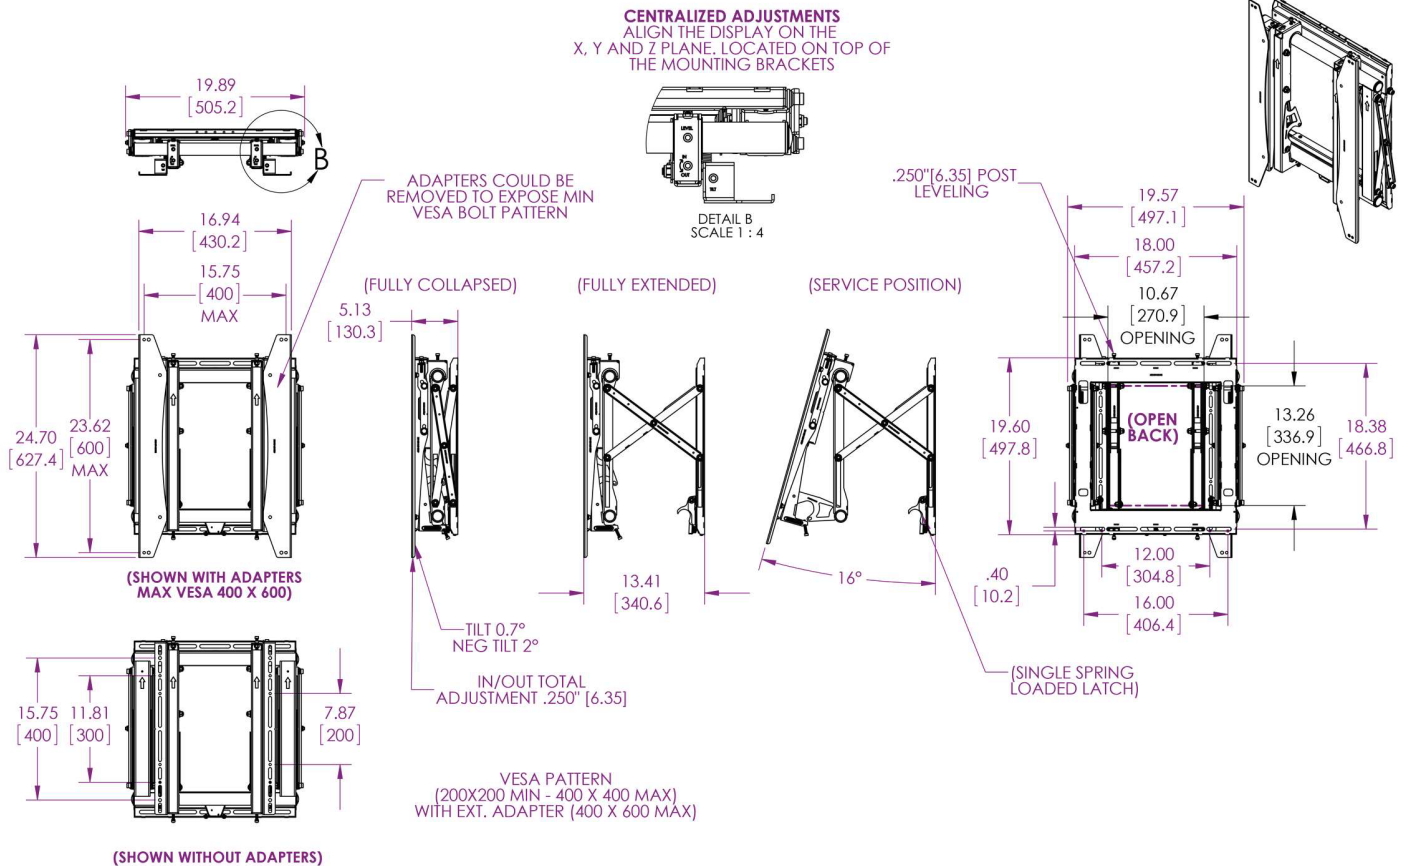 CENTRALIZED ADJUSTMENTS
ALIGN THE DISPLAY ON THE
X, Y AND Z PLANE. LOCATED ON TOP OF
THE MOUNTING BRACKETS
19.89
[505.2]
B
LEVEL
IN
OUT
TILT
DETAIL B
SCALE 1 : 4
ADAPTERS COULD BE
REMOVED TO EXPOSE MIN
VESA BOLT PATTERN
.250"[6.35] POST
LEVELING
16.94
[430.2]
15.75
[400]
MAX
24.70
[627.4]
23.62
[600]
MAX
(SHOWN WITH ADAPTERS
MAX VESA 400 X 600)
(FULLY COLLAPSED)
5.13
[130.3]
(FULLY EXTENDED)
13.41
[340.6]
(SERVICE POSITION)
16°
19.57
[497.1]
18.00
[457.2]
10.67
[270.9]
OPENING
19.60
[497.8]
(OPEN
BACK)
13.26
[336.9]
OPENING
18.38
[466.8]
.40
[10.2]
12.00
[304.8]
16.00
[406.4]
TILT 0.7°
NEG TILT 2°
IN/OUT TOTAL
ADJUSTMENT .250" [6.35]
(SINGLE SPRING
LOADED LATCH)
15.75
[400]
11.81
[300]
7.87
[200]
VESA PATTERN
(200X200 MIN - 400 X 400 MAX)
WITH EXT. ADAPTER (400 X 600 MAX)
(SHOWN WITHOUT ADAPTERS)